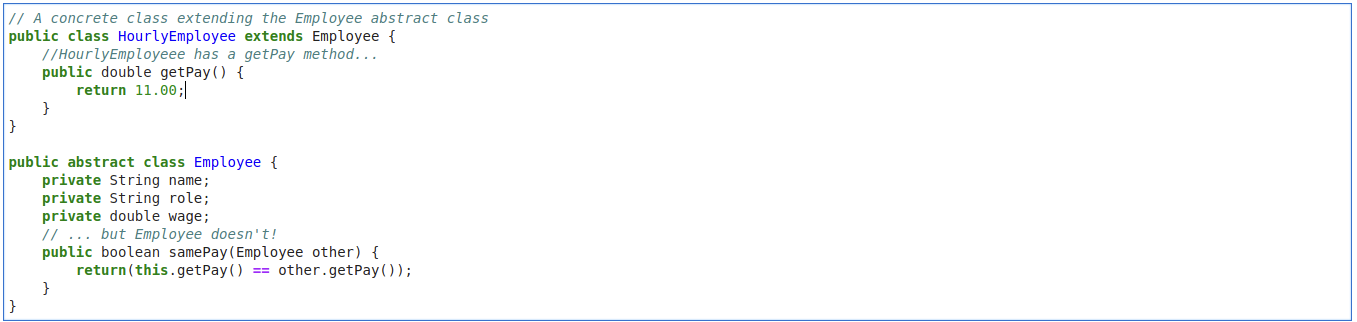 // A concrete class extending the Employee abstract class
public class HourlyEmployee extends Employee {
    //HourlyEmployeee has a getPay method...
    public double getPay() {
        return 11.00;
    }
}

public abstract class Employee {
    private String name;
    private String role;
    private double wage;
    // ... but Employee doesn't!
    public boolean samePay(Employee other) {
        return(this.getPay() == other.getPay());
    }
}